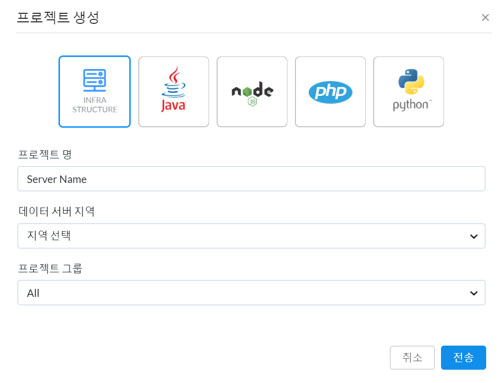 프로젝트 생성
INFRA
STRUCTURE
Java
node
JS
php
python™
프로젝트 명
Server Name
데이터 서버 지역
지역 선택
프로젝트 그룹
All
취소
전송